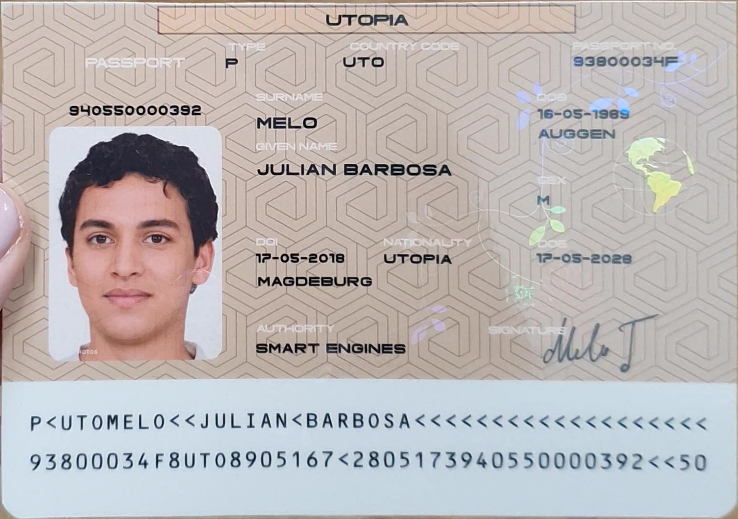 UTOPIA
PASSPORT TYPE COUNTRY CODE PASSPORT NO.
P UTO 93800034F
940550000392
SURNAME DOB
MELO 16-05-1989
AUGGEN
GIVEN NAME
JULIAN BARBOSA
SEX
M
DOI NATIONALITY DOE
17-05-2018 UTOPIA 17-05-2028
MAGDEBURG
AUTHORITY SIGNATURE
SMART ENGINES Melo J
P<UTOMELO<<JULIAN<BARBOSA<<<<<<<<<<<<<<<<<<<
93800034F8UTO8905167<2805173940550000392<<50